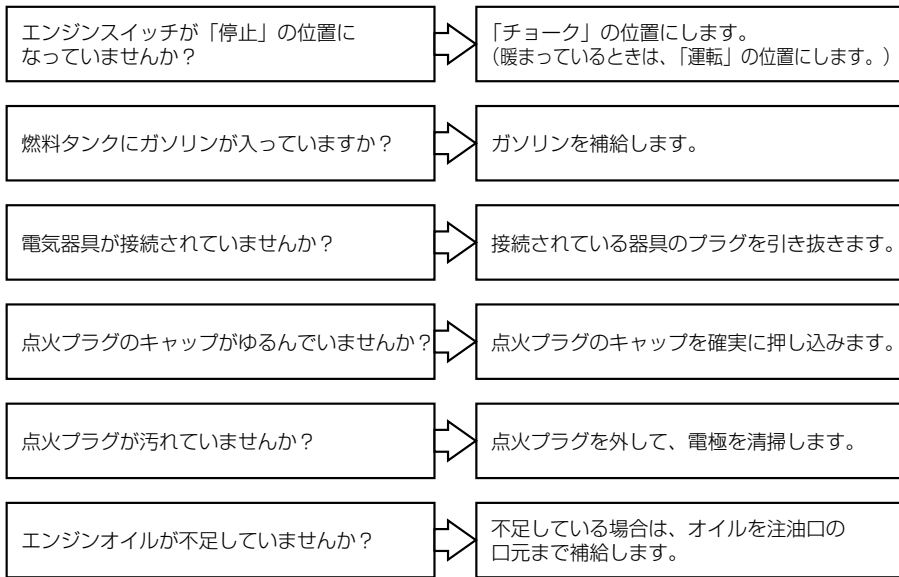 エンジンスイッチが「停止」の位置に
なっていませんか？
「チョーク」の位置にします。
（暖まっているときは、「運転」の位置にします。）
燃料タンクにガソリンが入っていますか？
ガソリンを補給します。
電気器具が接続されていませんか？
接続されている器具のプラグを引き抜きます。
点火プラグのキャップがゆるんでいませんか？
点火プラグのキャップを確実に押し込みます。
点火プラグが汚れていませんか？
点火プラグを外して、電極を清掃します。
エンジンオイルが不足していませんか？
不足している場合は、オイルを注油口の
口元まで補給します。